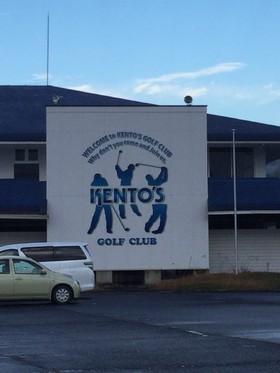 WELCOME to KENTO'S GOLF CLUB
Why don't you come and Join us.
KENTO'S
GOLF CLUB